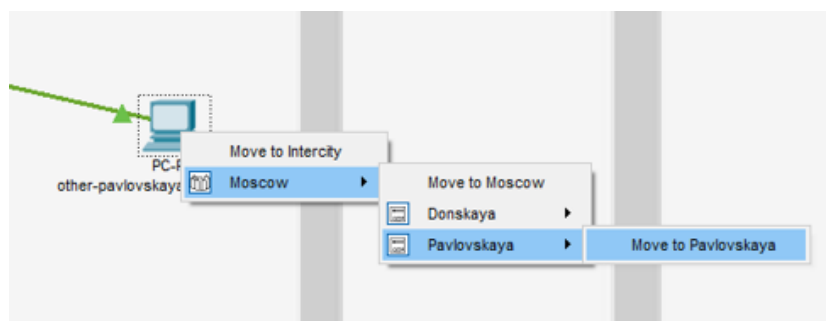 Move to Intercity
PC-
other-pavlovskaya
Moscow
Move to Moscow
Donskaya
Pavlovskaya
Move to Pavlovskaya